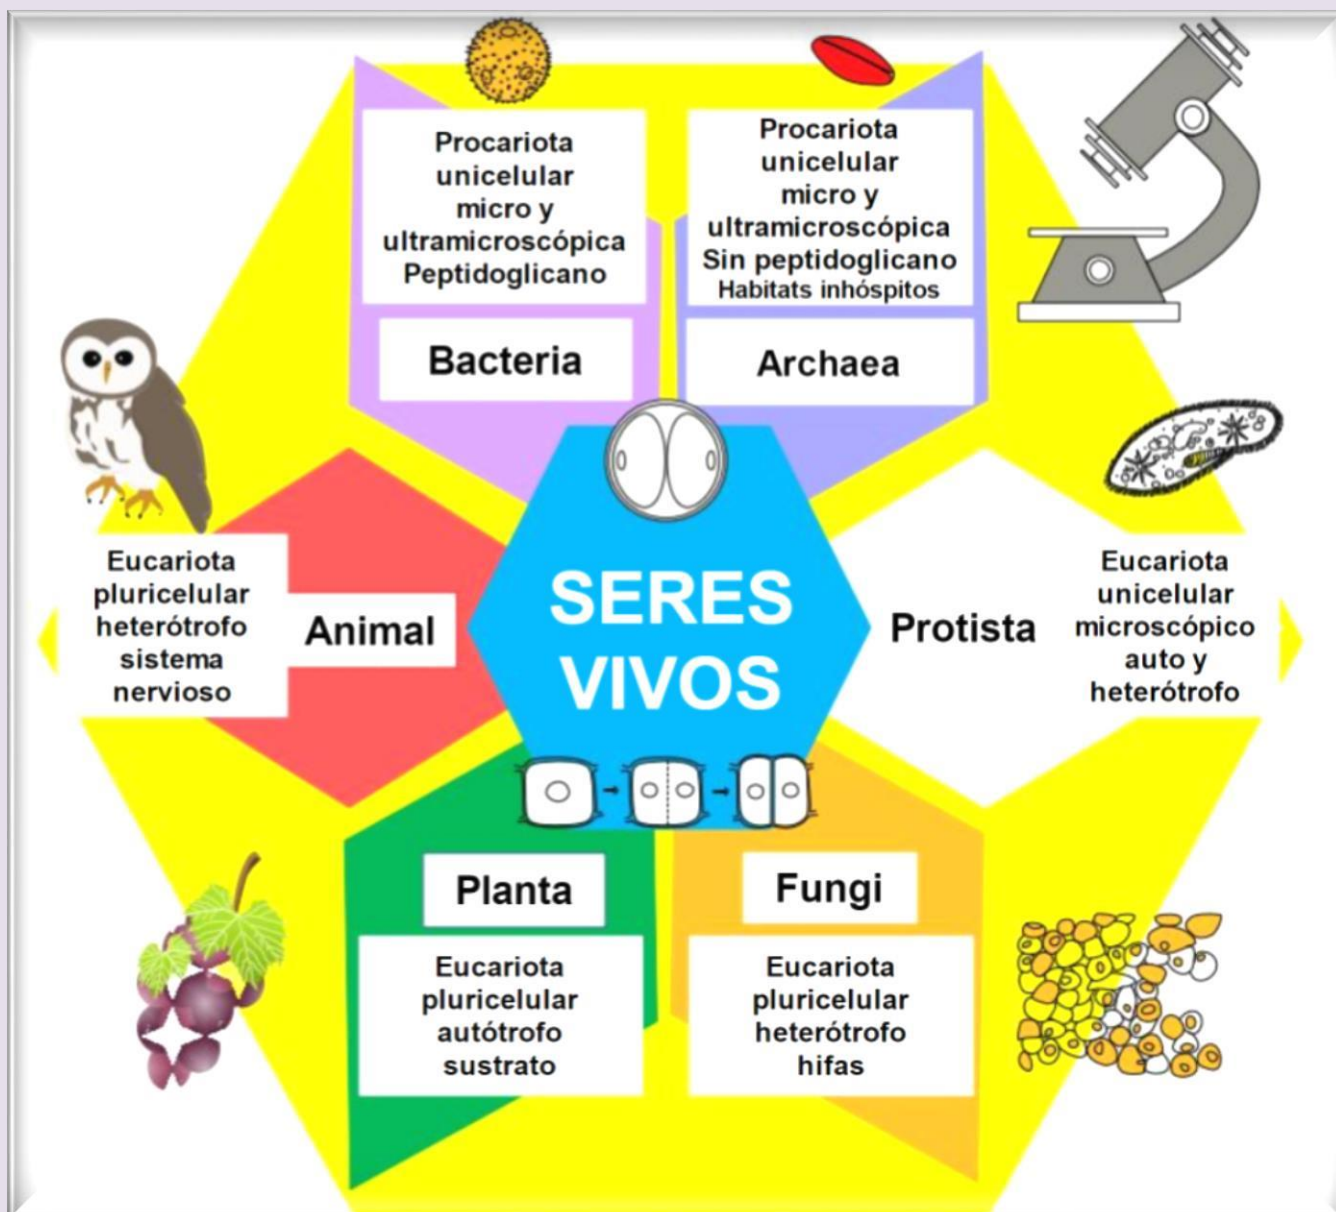 Procariota
unicelular
micro y
ultramicroscópica
Peptidoglicano
Bacteria
Procariota
unicelular
micro y
ultramicroscópica
Sin peptidoglicano
Habitats inhóspitos
Archaea
Eucariota
pluricelular
heterótrofo
sistema
nervioso
Animal
SERES
VIVOS
Protista
Eucariota
unicelular
microscópico
auto y
heterótrofo
Planta
Eucariota
pluricelular
autótrofo
sustrato
Fungi
Eucariota
pluricelular
heterótrofo
hifas